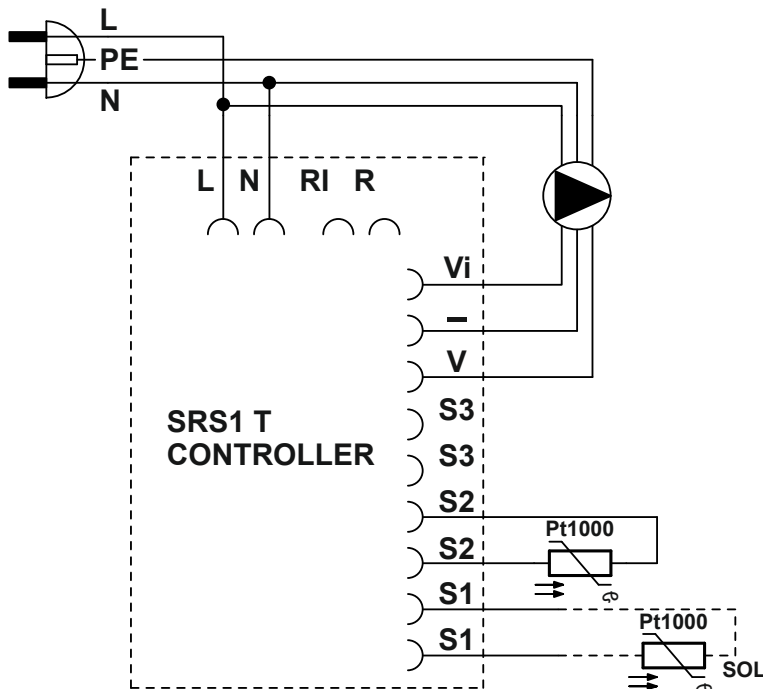 L
PE
N
L N RI R
Vi
–
V
S3
SRS1 T
CONTROLLER
S3
S2
Pt1000
S2
S1
Pt1000
S1
SOL